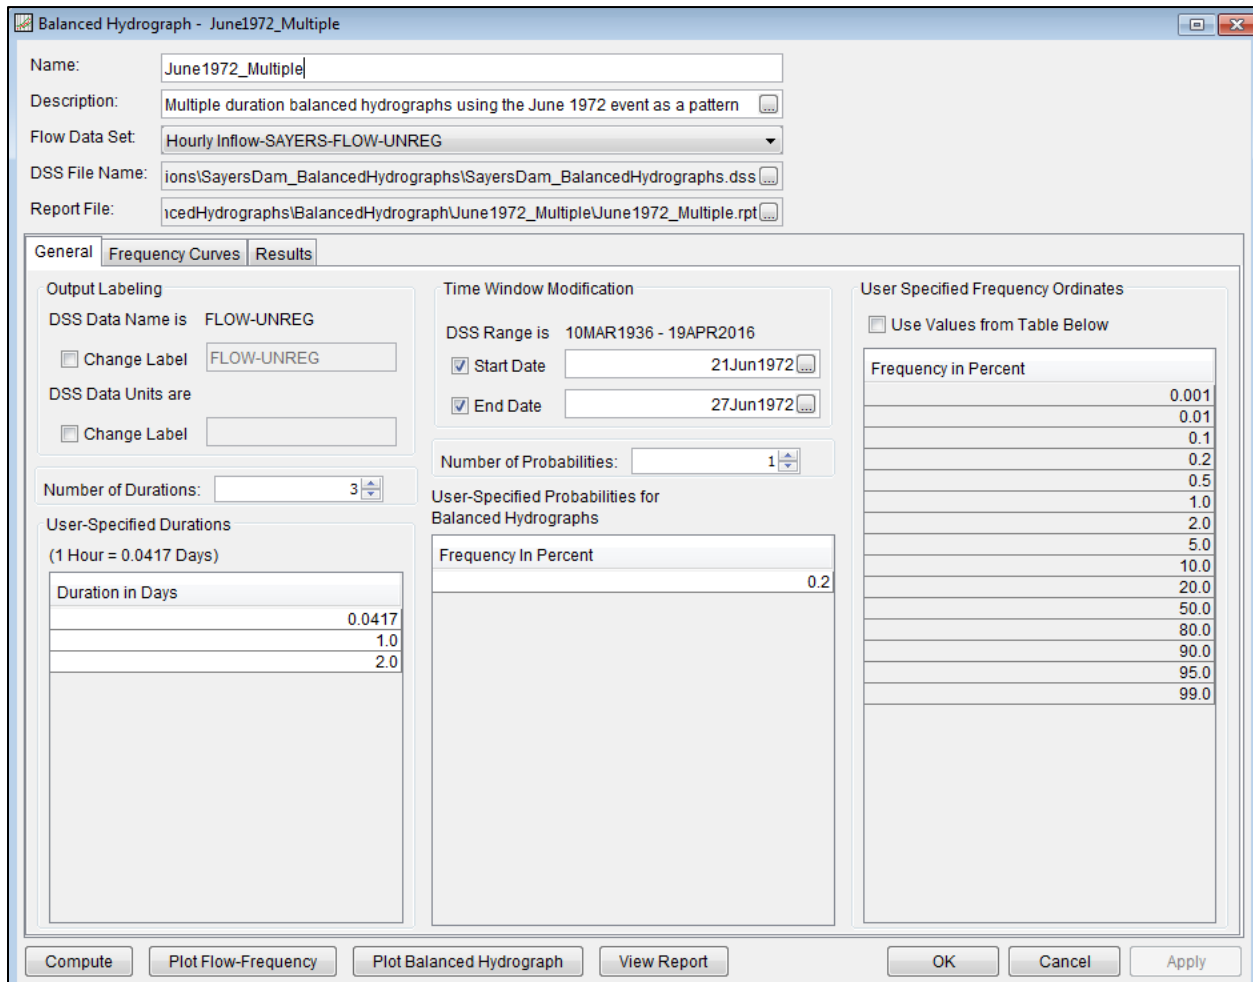 Balanced Hydrograph - June1972_Multiple
Name: June1972_Multiple
Description: Multiple duration balanced hydrographs using the June 1972 event as a pattern ...
Flow Data Set: Hourly Inflow-SAYERS-FLOW-UNREG
DSS File Name: ions\SayersDam_BalancedHydrographs\SayersDam_BalancedHydrographs.dss ...
Report File: ncedHydrographs\BalancedHydrograph\June1972_Multiple\June1972_Multiple.rpt ...
General Frequency Curves Results
Output Labeling
DSS Data Name is FLOW-UNREG
Change Label FLOW-UNREG
DSS Data Units are
Change Label
Number of Durations: 3
User-Specified Durations
(1 Hour = 0.0417 Days)
Duration in Days
0.0417
1.0
2.0
Time Window Modification
DSS Range is 10MAR1936 - 19APR2016
Start Date 21Jun1972 ...
End Date 27Jun1972 ...
Number of Probabilities: 1
User-Specified Probabilities for
Balanced Hydrographs
Frequency In Percent
0.2
User Specified Frequency Ordinates
Use Values from Table Below
Frequency in Percent
0.001
0.01
0.1
0.2
0.5
1.0
2.0
5.0
10.0
20.0
50.0
80.0
90.0
95.0
99.0
Compute Plot Flow-Frequency Plot Balanced Hydrograph View Report OK Cancel Apply